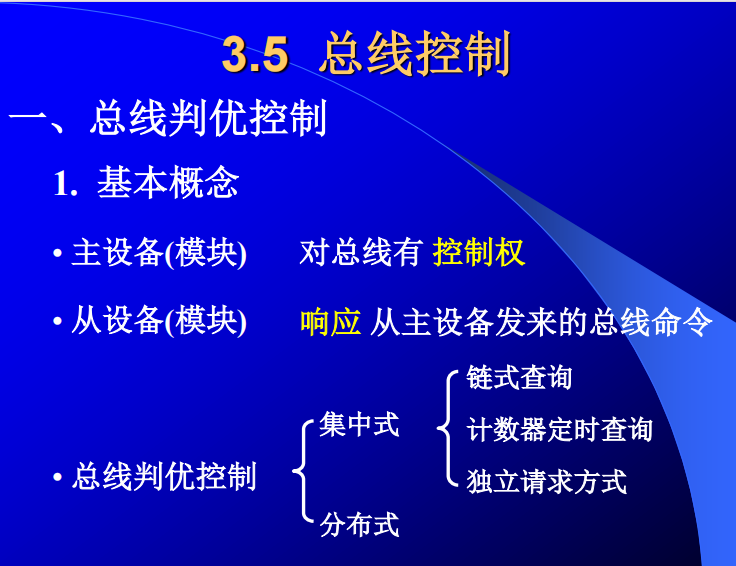 3.5 总线控制
一、总线判优控制
1. 基本概念
• 主设备(模块) 对总线有 控制权
• 从设备(模块) 响应 从主设备发来的总线命令
• 总线判优控制
集中式
链式查询
计数器定时查询
独立请求方式
分布式